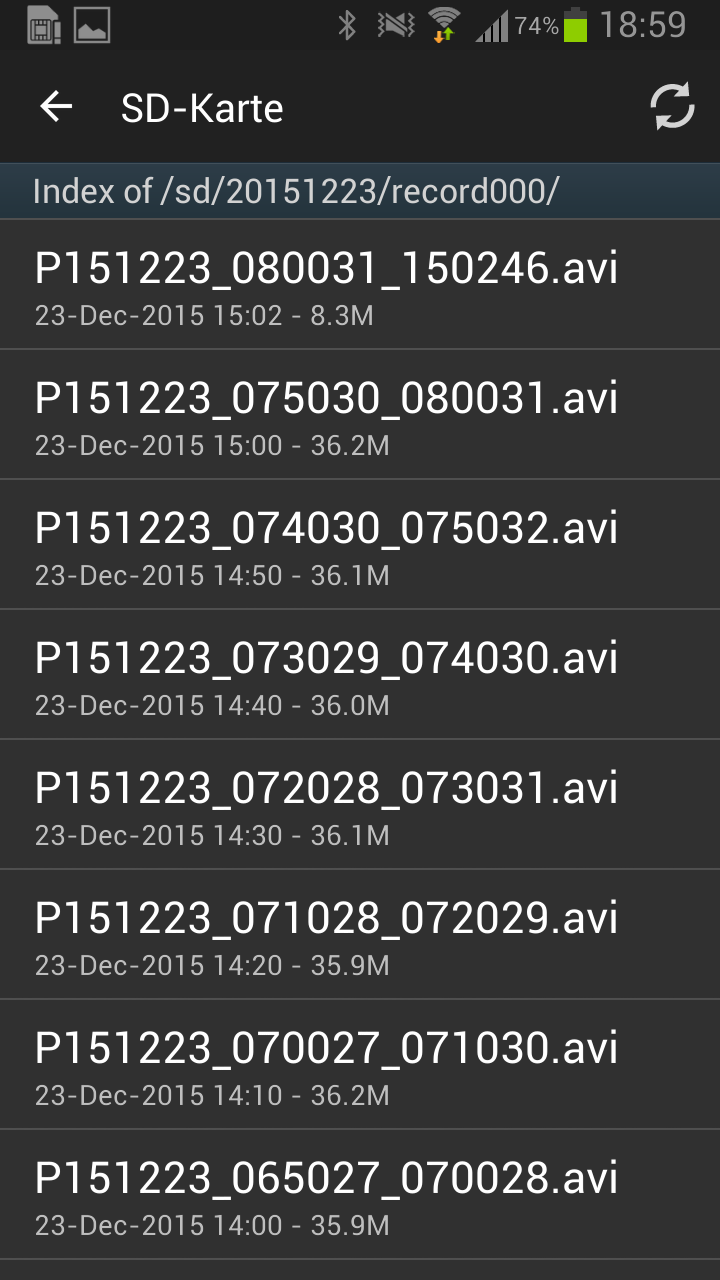 74% 18:59
SD-Karte
Index of /sd/20151223/record000/
P151223_080031_150246.avi
23-Dec-2015 15:02 - 8.3M
P151223_075030_080031.avi
23-Dec-2015 15:00 - 36.2M
P151223_074030_075032.avi
23-Dec-2015 14:50 - 36.1M
P151223_073029_074030.avi
23-Dec-2015 14:40 - 36.0M
P151223_072028_073031.avi
23-Dec-2015 14:30 - 36.1M
P151223_071028_072029.avi
23-Dec-2015 14:20 - 35.9M
P151223_070027_071030.avi
23-Dec-2015 14:10 - 36.2M
P151223_065027_070028.avi
23-Dec-2015 14:00 - 35.9M